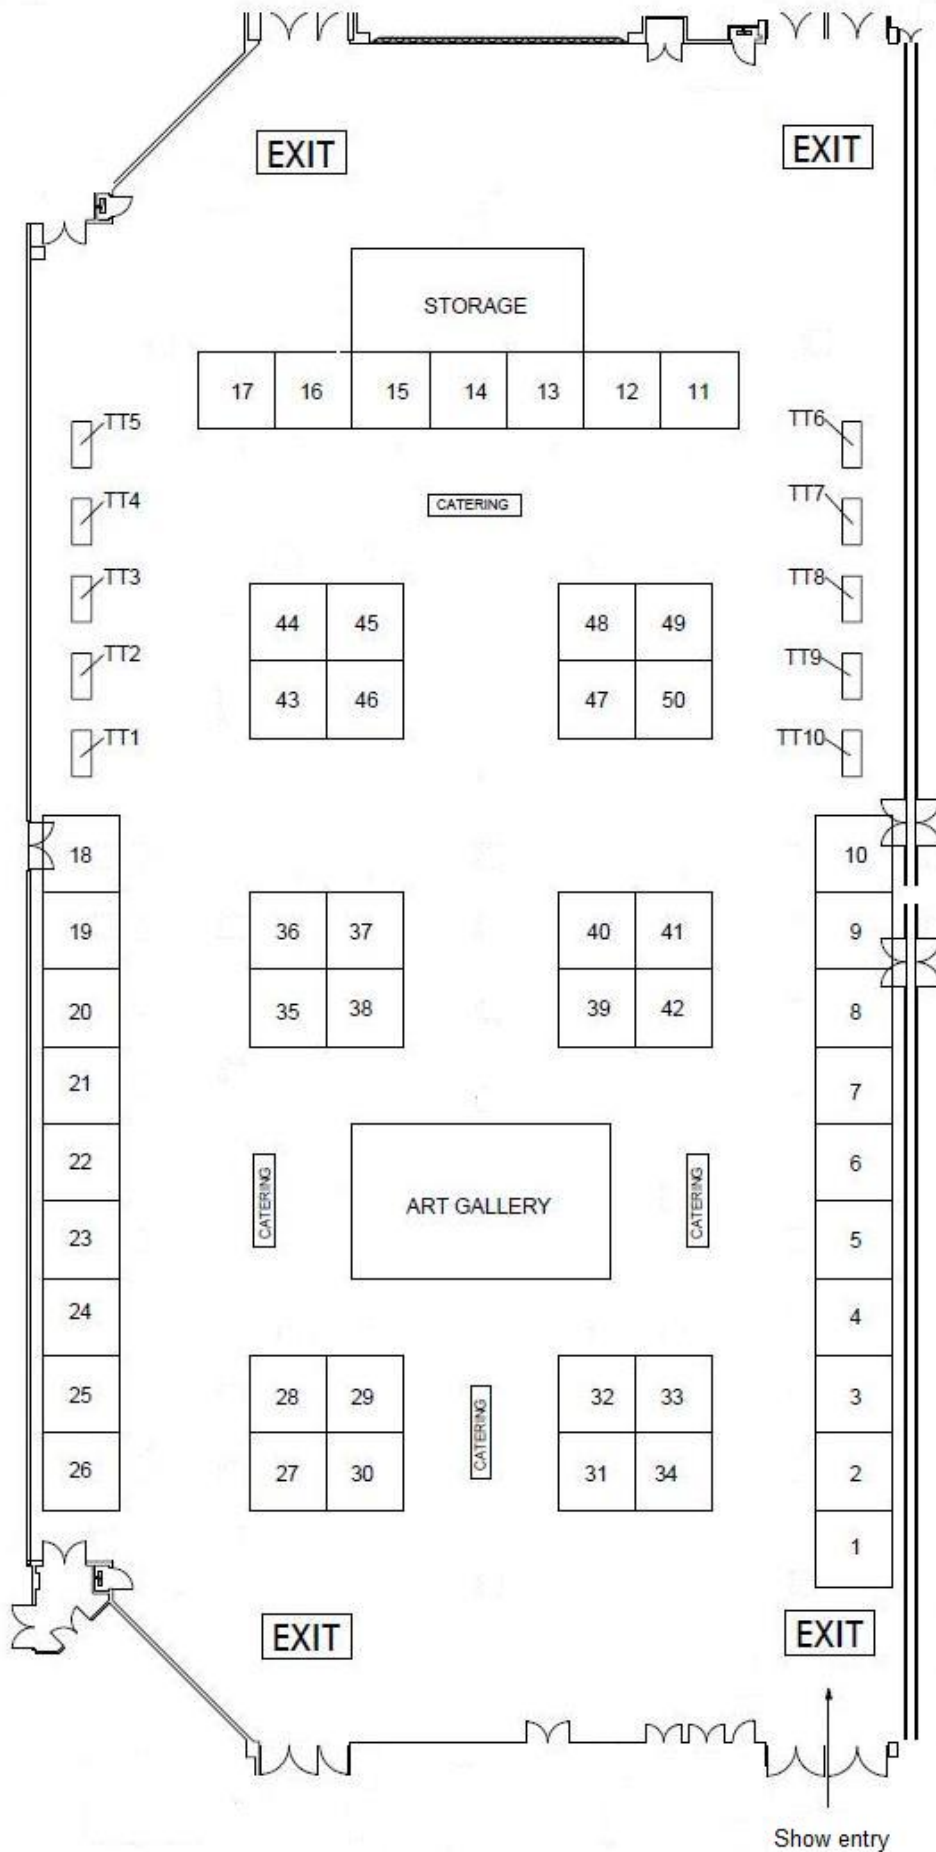 EXIT EXIT
STORAGE
17 16 15 14 13 12 11
TT5 TT6
CATERING
TT4 TT7
TT3 TT8
44 45 48 49
TT2 TT9
43 46 47 50
TT1 TT10
18 10
19 36 37 40 41 9
20 35 38 39 42 8
21 7
22 6
CATERING ART GALLERY CATERING
23 5
24 4
25 28 29 32 33 3
CATERING
26 27 30 31 34 2
1
EXIT EXIT
Show entry